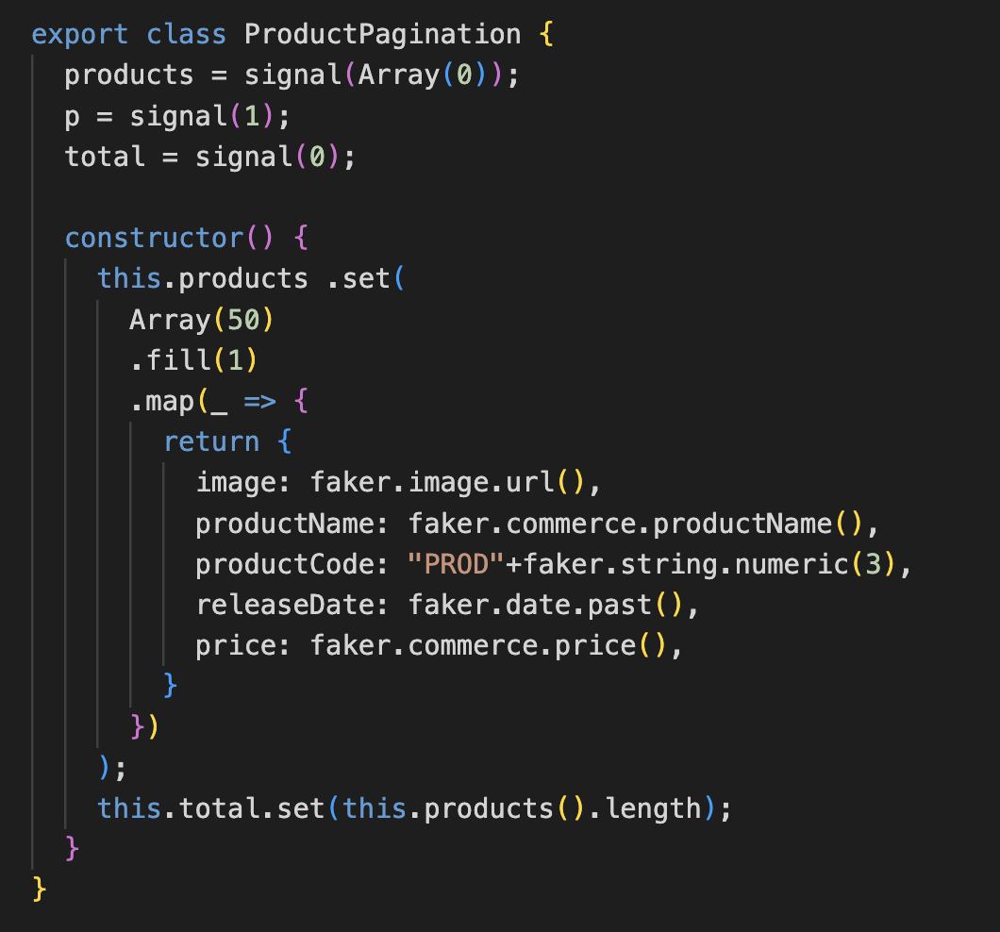 export class ProductPagination {
  products = signal(Array(0));
  p = signal(1);
  total = signal(0);

  constructor() {
    this.products .set(
      Array(50)
      .fill(1)
      .map(_ => {
        return {
          image: faker.image.url(),
          productName: faker.commerce.productName(),
          productCode: "PROD"+faker.string.numeric(3),
          releaseDate: faker.date.past(),
          price: faker.commerce.price(),
        }
      })
    );
    this.total.set(this.products().length);
  }
}